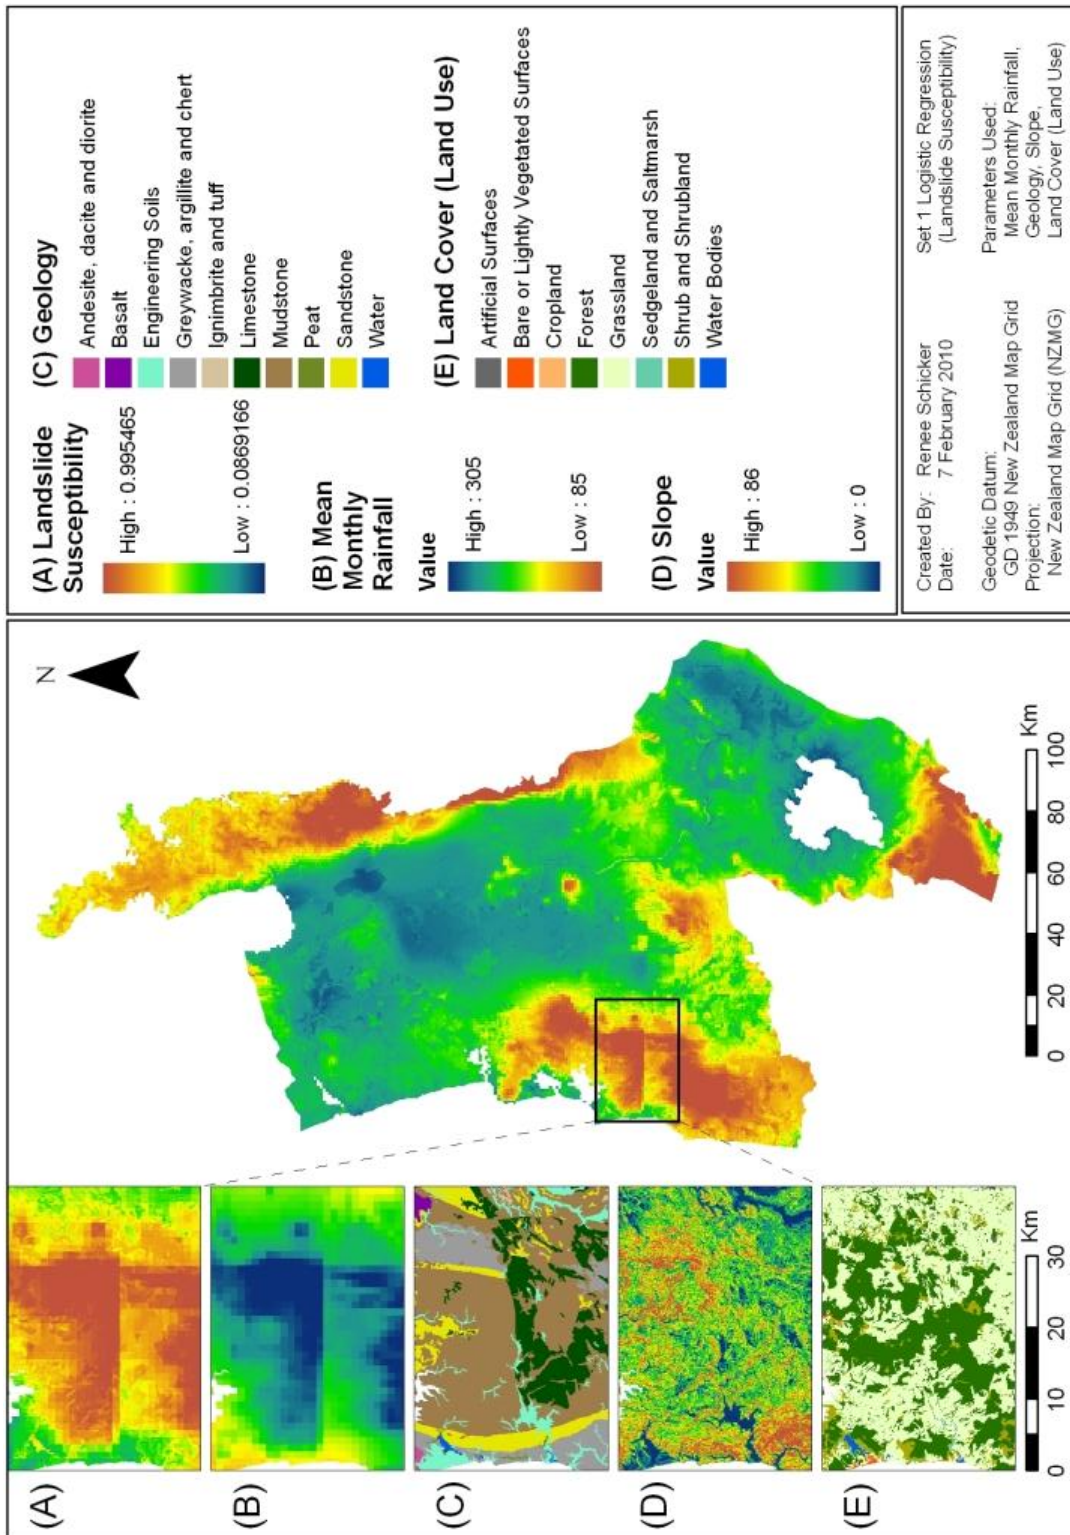 (A)
(B)
(C)
(D)
(E)
0 10 20 30
Km
N
0 20 40 60 80 100
Km
(A) Landslide
Susceptibility
High : 0.995465
Low : 0.0869166
(B) Mean
Monthly
Rainfall
Value
High : 305
Low : 85
(D) Slope
Value
High : 86
Low : 0
(C) Geology
Andesite, dacite and diorite
Basalt
Engineering Soils
Greywacke, argillite and chert
Ignimbrite and tuff
Limestone
Mudstone
Peat
Sandstone
Water
(E) Land Cover (Land Use)
Artificial Surfaces
Bare or Lightly Vegetated Surfaces
Cropland
Forest
Grassland
Sedgeland and Saltmarsh
Shrub and Shrubland
Water Bodies
Created By: Renee Schicker
Date: 7 February 2010
Geodetic Datum:
GD 1949 New Zealand Map Grid
Projection:
New Zealand Map Grid (NZMG)
Set 1 Logistic Regression
(Landslide Susceptibility)
Parameters Used:
Mean Monthly Rainfall,
Geology, Slope,
Land Cover (Land Use)